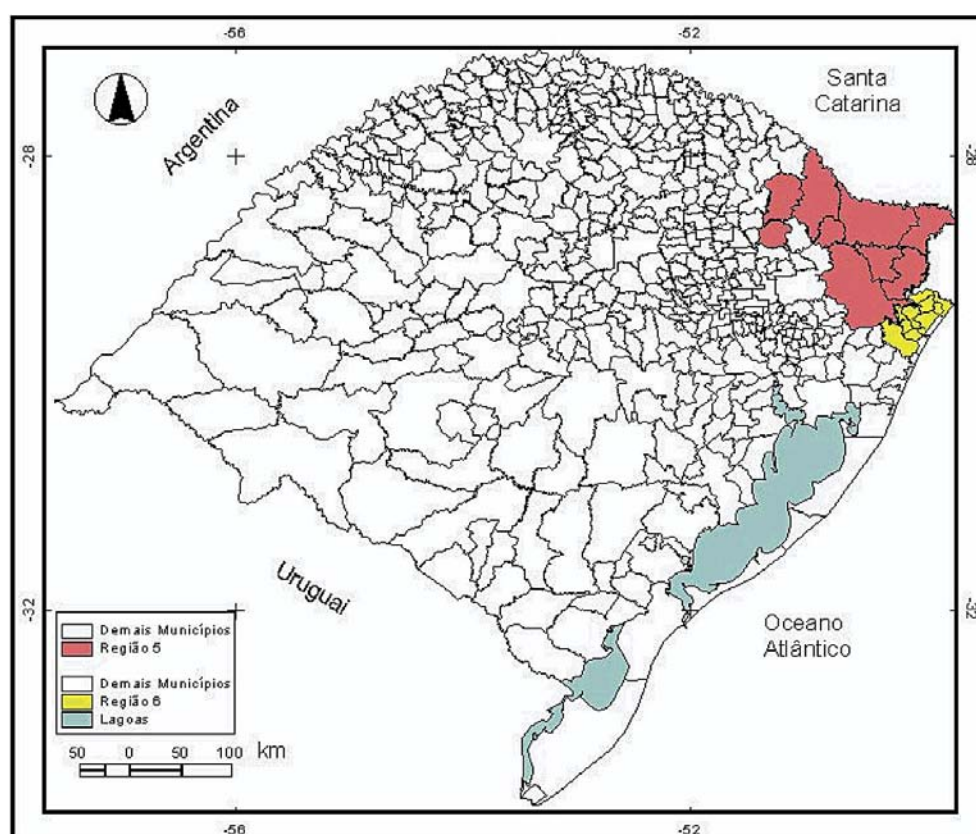 -56
-52
Santa
Catarina
Argentina
-28
-28
Uruguai
-32
-32
Oceano
Atlântico
Demais Municípios
Região 5
Demais Municípios
Região 6
Lagoas
50 0 50 100 km
-56
-52